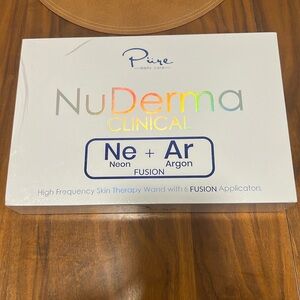 Pure
DAILY CARE
NuDerma
CLINICAL
Ne + Ar
Neon Argon
FUSION
High Frequency Skin Therapy Wand with 6 FUSION Applicators